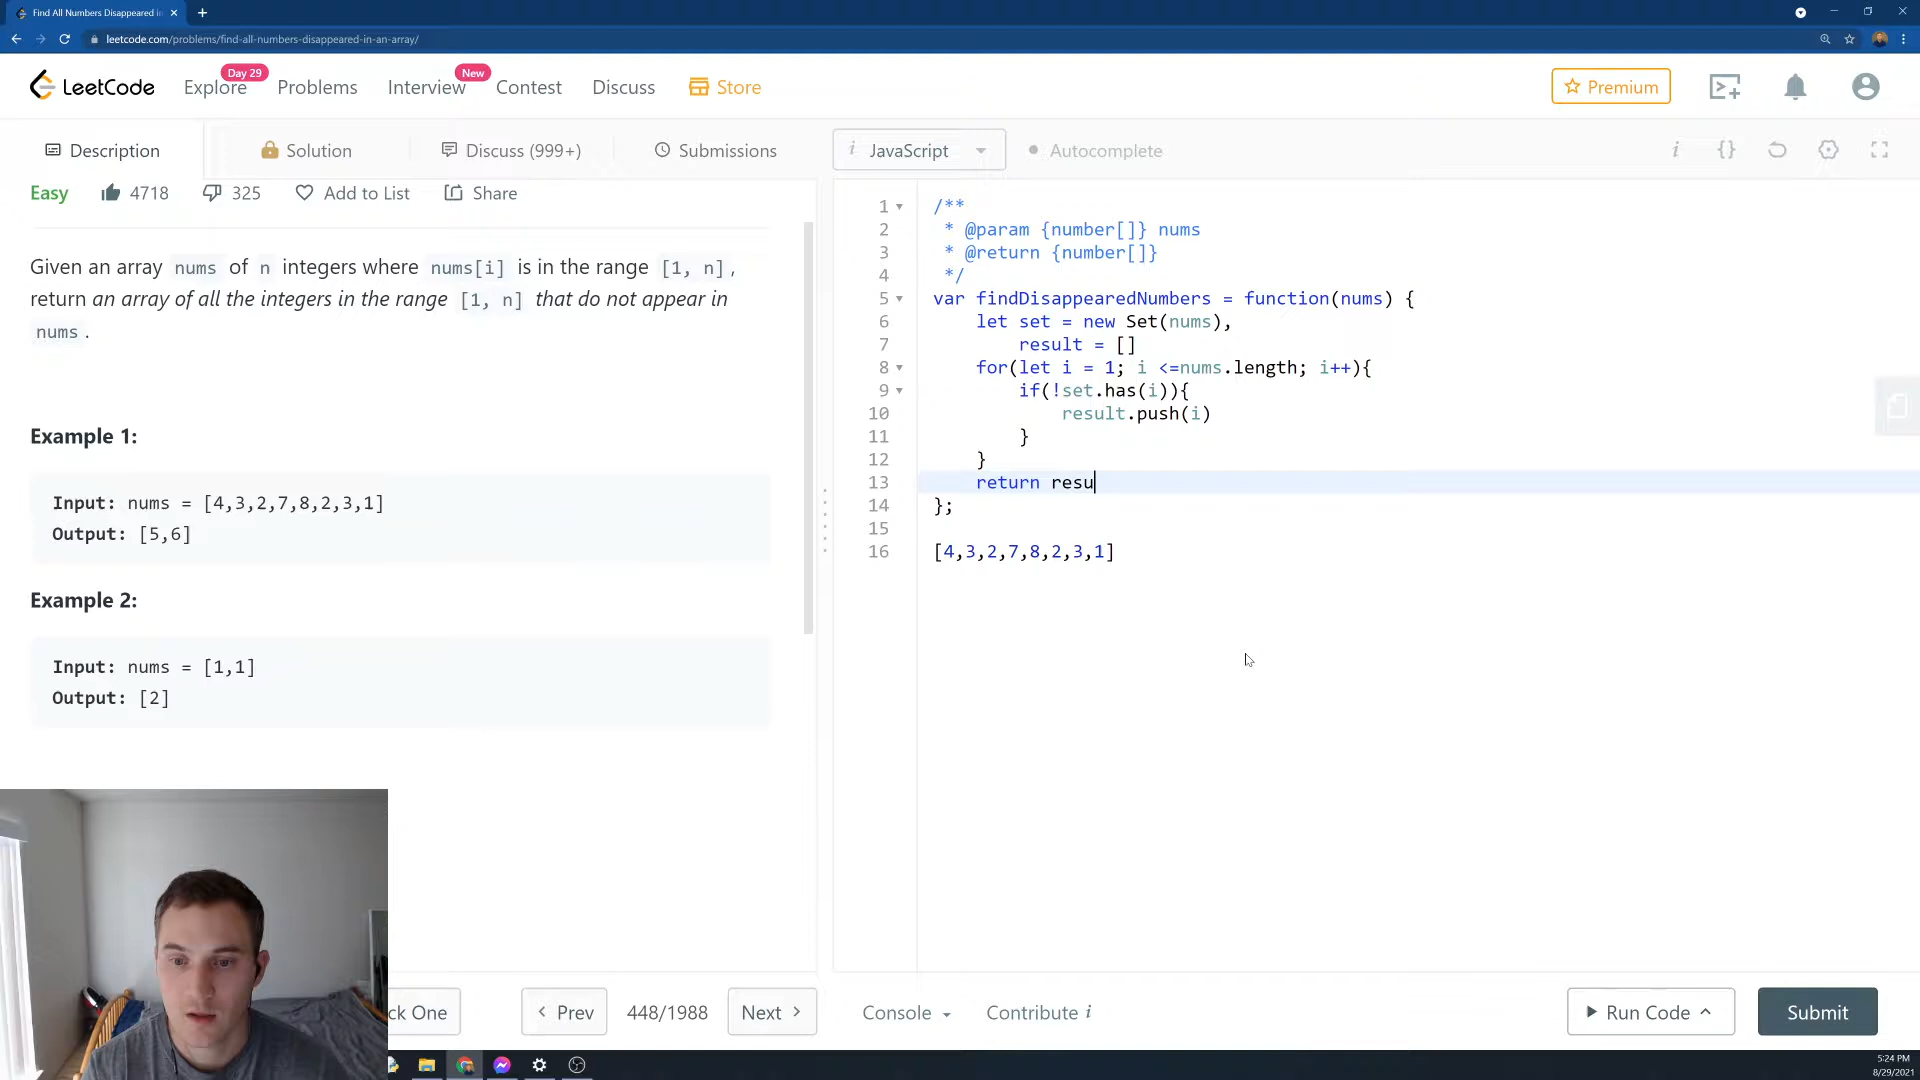 Find All Numbers Disappeared in
leetcode.com/problems/find-all-numbers-disappeared-in-an-array/
LeetCode
Explore
Day 29
Problems
Interview
New
Contest
Discuss
Store
Premium
Description
Solution
Discuss (999+)
Submissions
i JavaScript
Autocomplete
i {}
Easy
4718
325
Add to List
Share
Given an array nums of n integers where nums[i] is in the range [1, n],
return an array of all the integers in the range [1, n] that do not appear in
nums.
Example 1:
Input: nums = [4,3,2,7,8,2,3,1]
Output: [5,6]
Example 2:
Input: nums = [1,1]
Output: [2]
1 /**
2 * @param {number[]} nums
3 * @return {number[]}
4 */
5 var findDisappearedNumbers = function(nums) {
6 let set = new Set(nums),
7 result = []
8 for(let i = 1; i <=nums.length; i++){
9 if(!set.has(i)){
10 result.push(i)
11 }
12 }
13 return resu
14 };
15
16 [4,3,2,7,8,2,3,1]
ck One
Prev
448/1988
Next
Console
Contribute i
Run Code
Submit
5:24 PM
8/29/2021